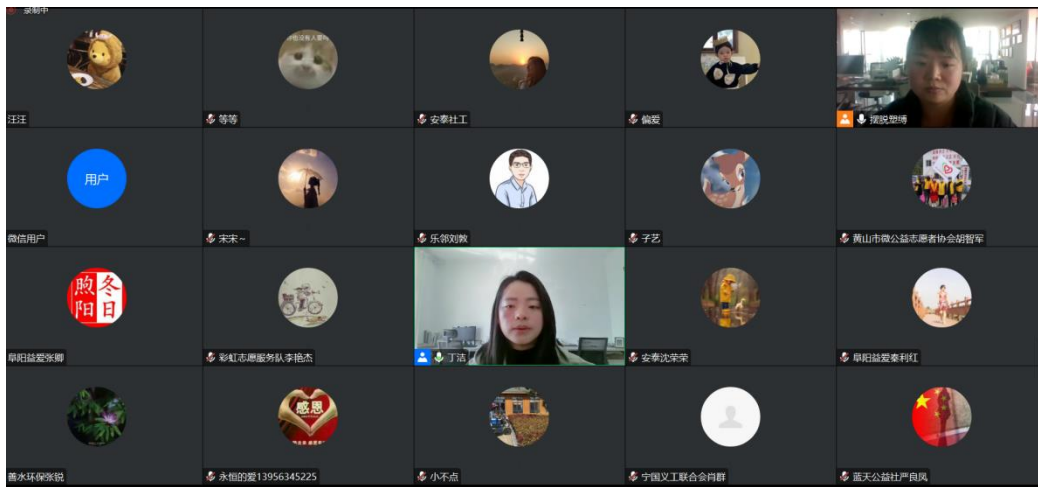 录制中
汪汪
等等
安泰社工
偏爱
摆脱塑缚
用户
微信用户
宋宋~
乐邻刘敦
子艺
黄山市微公益志愿者协会胡智军
煦 冬
阳 日
阜阳益爱张卿
彩虹志愿服务队李艳杰
丁洁
安泰沈荣荣
阜阳益爱秦利红
感恩
善水环保张锐
永恒的爱13956345225
小不点
宁国义工联合会肖群
蓝天公益社严良凤